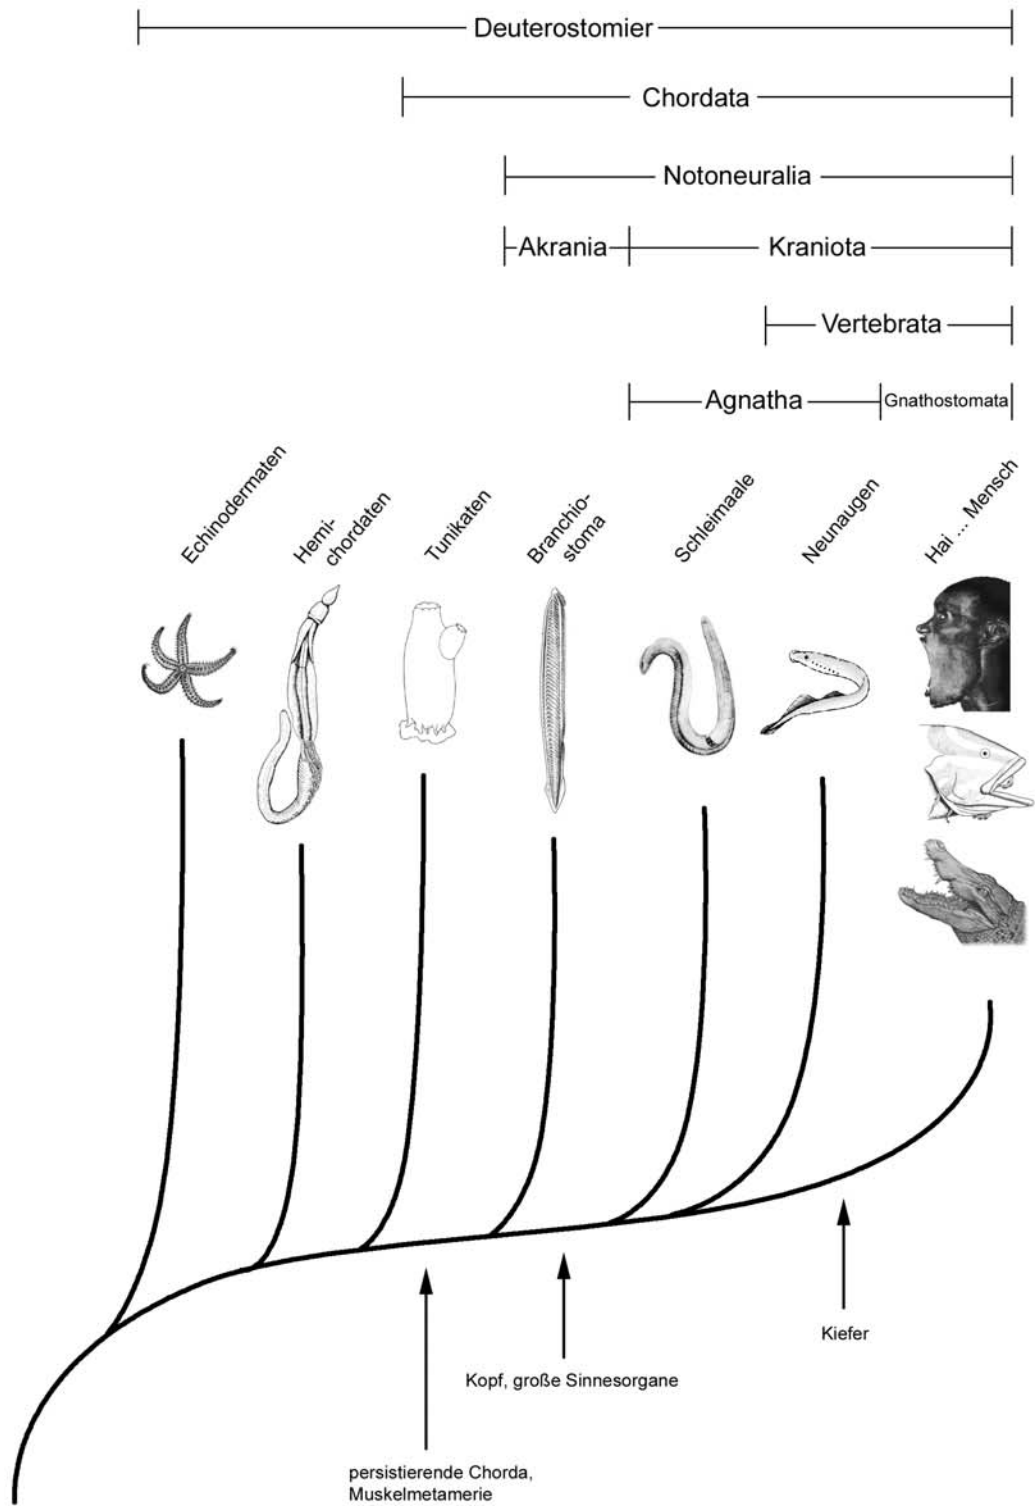 Deuterostomier
Chordata
Notoneuralia
Akrania
Kraniota
Vertebrata
Agnatha
Gnathostomata
Echinodermaten
Hemi-
chordaten
Tunikaten
Branchio-
stoma
Schleimaale
Neunaugen
Hai ... Mensch
Kiefer
Kopf, große Sinnesorgane
persistierende Chorda,
Muskelmetamerie